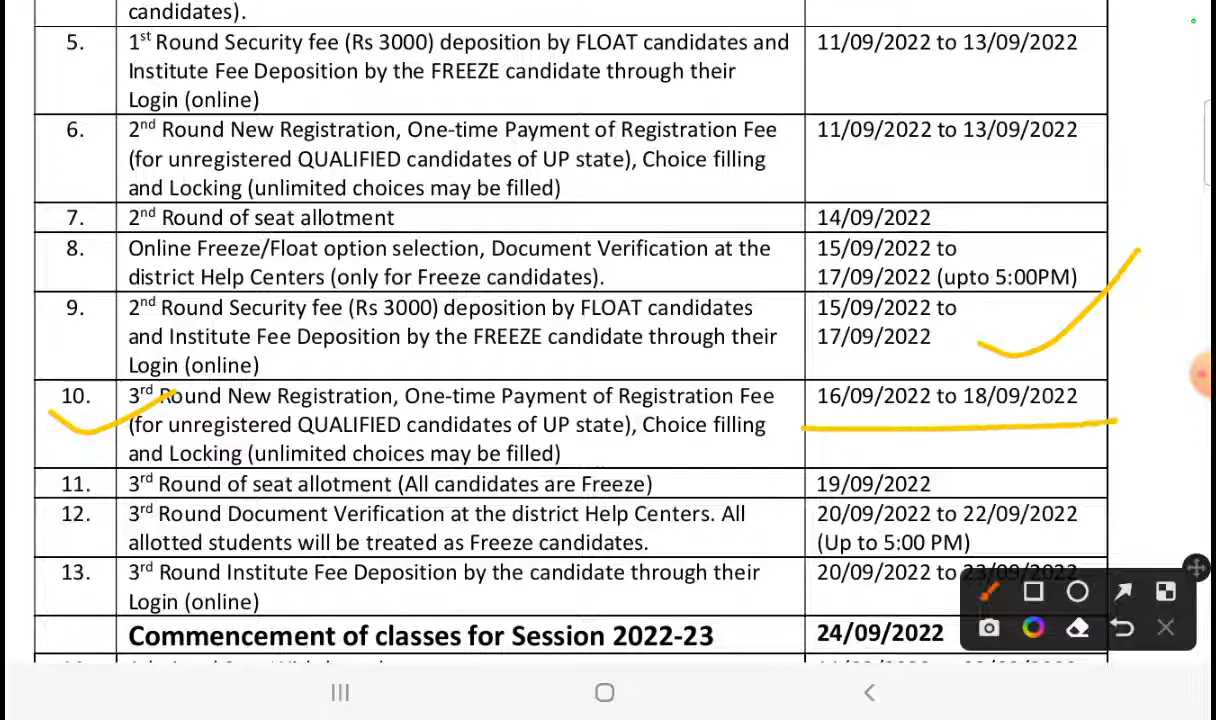 candidates).
5. 1st Round Security fee (Rs 3000) deposition by FLOAT candidates and 11/09/2022 to 13/09/2022
Institute Fee Deposition by the FREEZE candidate through their
Login (online)
6. 2nd Round New Registration, One-time Payment of Registration Fee 11/09/2022 to 13/09/2022
(for unregistered QUALIFIED candidates of UP state), Choice filling
and Locking (unlimited choices may be filled)
7. 2nd Round of seat allotment 14/09/2022
8. Online Freeze/Float option selection, Document Verification at the 15/09/2022 to
district Help Centers (only for Freeze candidates). 17/09/2022 (upto 5:00PM)
9. 2nd Round Security fee (Rs 3000) deposition by FLOAT candidates 15/09/2022 to
and Institute Fee Deposition by the FREEZE candidate through their 17/09/2022
Login (online)
10. 3rd Round New Registration, One-time Payment of Registration Fee 16/09/2022 to 18/09/2022
(for unregistered QUALIFIED candidates of UP state), Choice filling
and Locking (unlimited choices may be filled)
11. 3rd Round of seat allotment (All candidates are Freeze) 19/09/2022
12. 3rd Round Document Verification at the district Help Centers. All 20/09/2022 to 22/09/2022
allotted students will be treated as Freeze candidates. (Up to 5:00 PM)
13. 3rd Round Institute Fee Deposition by the candidate through their 20/09/2022 to 23/09/2022
Login (online)
Commencement of classes for Session 2022-23 24/09/2022